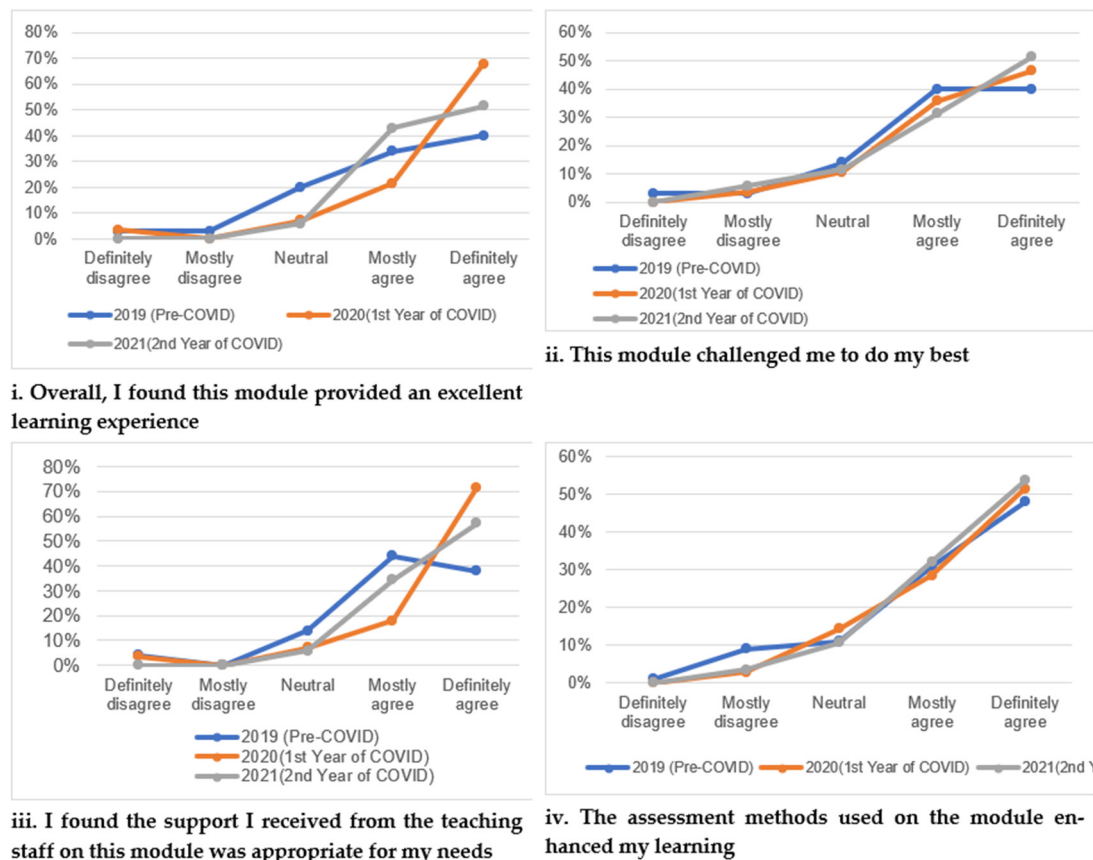 80%
70%
60%
50%
40%
30%
20%
10%
0%
Definitely disagree
Mostly disagree
Neutral
Mostly agree
Definitely agree
2019 (Pre-COVID)
2020(1st Year of COVID)
2021(2nd Year of COVID)
i. Overall, I found this module provided an excellent
learning experience
60%
50%
40%
30%
20%
10%
0%
Definitely disagree
Mostly disagree
Neutral
Mostly agree
Definitely agree
2019 (Pre-COVID)
2020(1st Year of COVID)
2021(2nd Year of COVID)
ii. This module challenged me to do my best
80%
70%
60%
50%
40%
30%
20%
10%
0%
Definitely disagree
Mostly disagree
Neutral
Mostly agree
Definitely agree
2019 (Pre-COVID)
2020(1st Year of COVID)
2021(2nd Year of COVID)
iii. I found the support I received from the teaching
staff on this module was appropriate for my needs
60%
50%
40%
30%
20%
10%
0%
Definitely disagree
Mostly disagree
Neutral
Mostly agree
Definitely agree
2019 (Pre-COVID)
2020(1st Year of COVID)
2021(2nd Y
iv. The assessment methods used on the module en-
hanced my learning